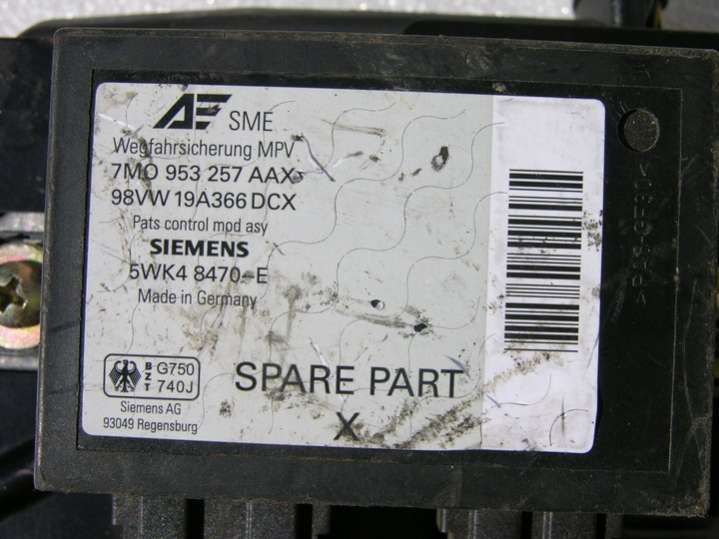 AE SME
Wegfahrsicherung MPV
7M0 953 257 AAX
98VW 19A366 DCX
Pats control mod asy
SIEMENS
5WK4 8470-E
Made in Germany
BZT G750 740J
SPARE PART
X
Siemens AG
93049 Regensburg